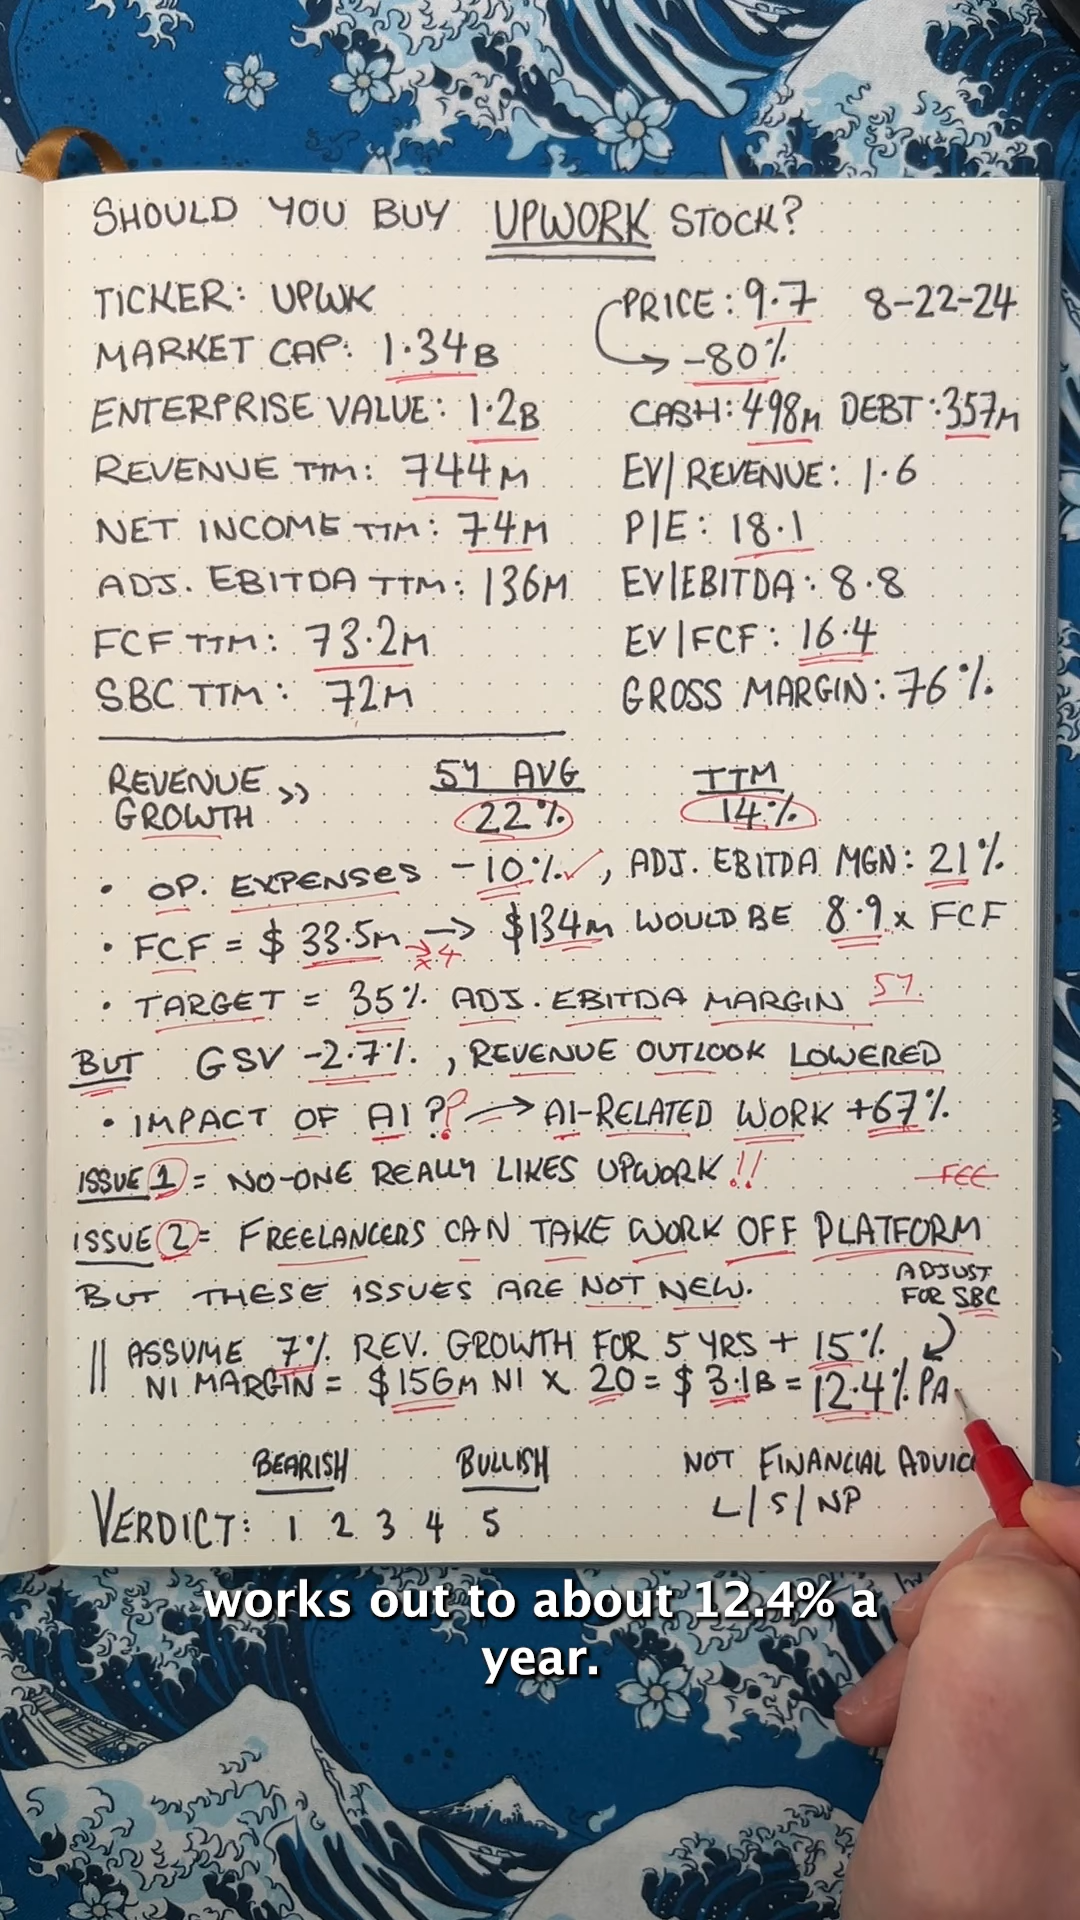 SHOULD YOU BUY UPWORK STOCK?
TICKER: UPWK
PRICE: 9.7 8-22-24
MARKET CAP: 1.34B
→ -80%
ENTERPRISE VALUE: 1.2B
CASH: 498M DEBT: 357M
REVENUE TTM: 744M
EV/REVENUE: 1.6
NET INCOME TTM: 74M
P/E: 18.1
ADJ. EBITDA TTM: 136M
EV/EBITDA: 8.8
FCF TTM: 73.2M
EV/FCF: 16.4
SBC TTM: 72M
GROSS MARGIN: 76%
REVENUE GROWTH >>
5Y AVG
22%
TTM
14%
• OP. EXPENSES -10% ✓, ADJ. EBITDA MGN: 21%
• FCF = $33.5M → $134M WOULD BE 8.9x FCF
→ x4
• TARGET = 35% ADJ. EBITDA MARGIN 5Y
BUT GSV -2.7%, REVENUE OUTLOOK LOWERED
• IMPACT OF AI?? → AI-RELATED WORK +67%
ISSUE 1 = NO-ONE REALLY LIKES UPWORK!!
FEE
ISSUE 2 = FREELANCERS CAN TAKE WORK OFF PLATFORM
BUT THESE ISSUES ARE NOT NEW.
ADJUST
FOR SBC
|| ASSUME 7% REV. GROWTH FOR 5 YRS + 15%
NI MARGIN = $156M NI x 20 = $3.1B = 12.4% PA
BEARISH BULLISH
NOT FINANCIAL ADVIC
VERDICT: 1 2 3 4 5
L/S/NP
works out to about 12.4% a
year.